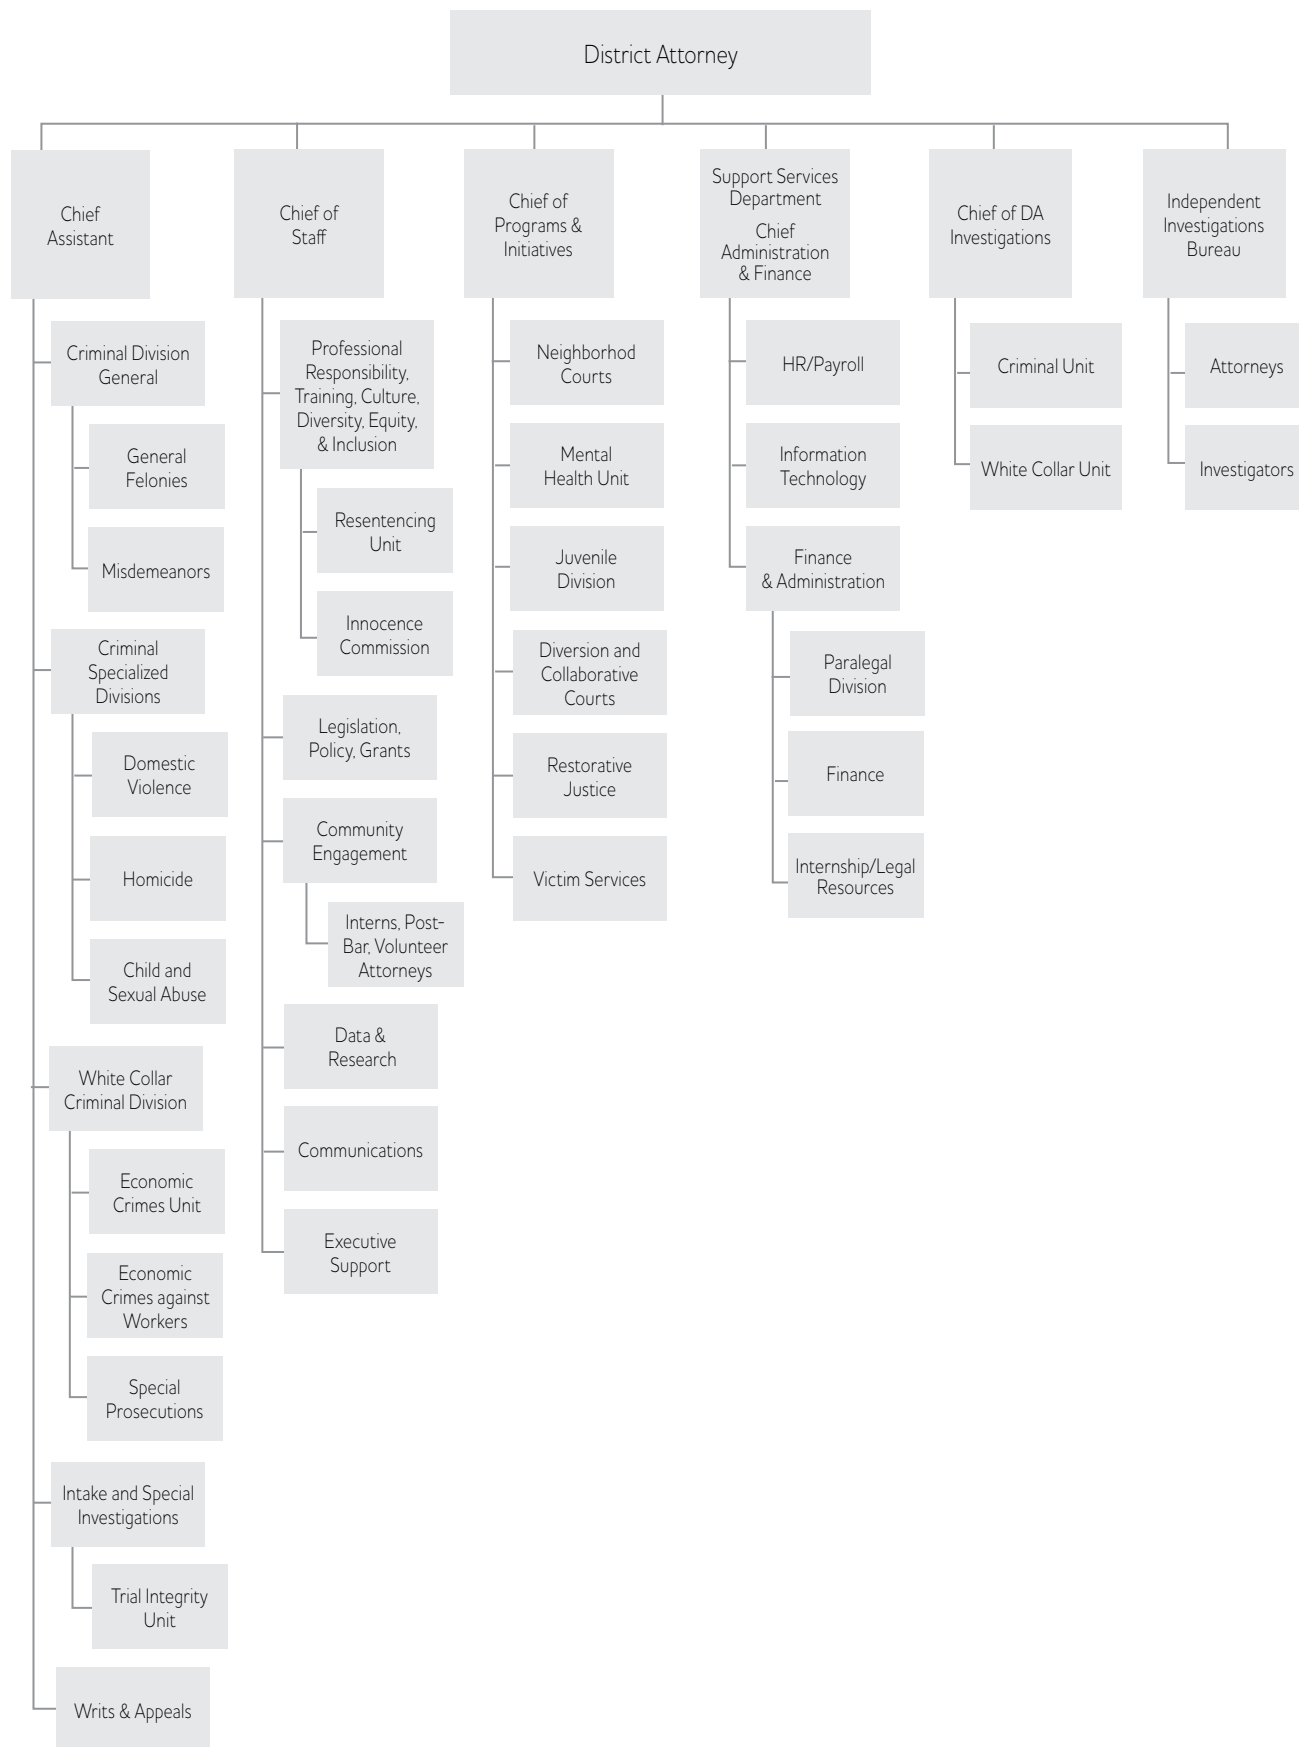 District Attorney
Chief
Assistant
Criminal Division
General
General
Felonies
Misdemeanors
Criminal
Specialized
Divisions
Domestic
Violence
Homicide
Child and
Sexual Abuse
White Collar
Criminal Division
Economic
Crimes Unit
Economic
Crimes against
Workers
Special
Prosecutions
Intake and Special
Investigations
Trial Integrity
Unit
Writs & Appeals
Chief of
Staff
Professional
Responsibility,
Training, Culture,
Diversity, Equity,
& Inclusion
Resentencing
Unit
Innocence
Commission
Legislation,
Policy, Grants
Community
Engagement
Interns, Post-
Bar, Volunteer
Attorneys
Data &
Research
Communications
Executive
Support
Chief of
Programs &
Initiatives
Neighborhod
Courts
Mental
Health Unit
Juvenile
Division
Diversion and
Collaborative
Courts
Restorative
Justice
Victim Services
Support Services
Department
Chief
Administration
& Finance
HR/Payroll
Information
Technology
Finance
& Administration
Paralegal
Division
Finance
Internship/Legal
Resources
Chief of DA
Investigations
Criminal Unit
White Collar Unit
Independent
Investigations
Bureau
Attorneys
Investigators